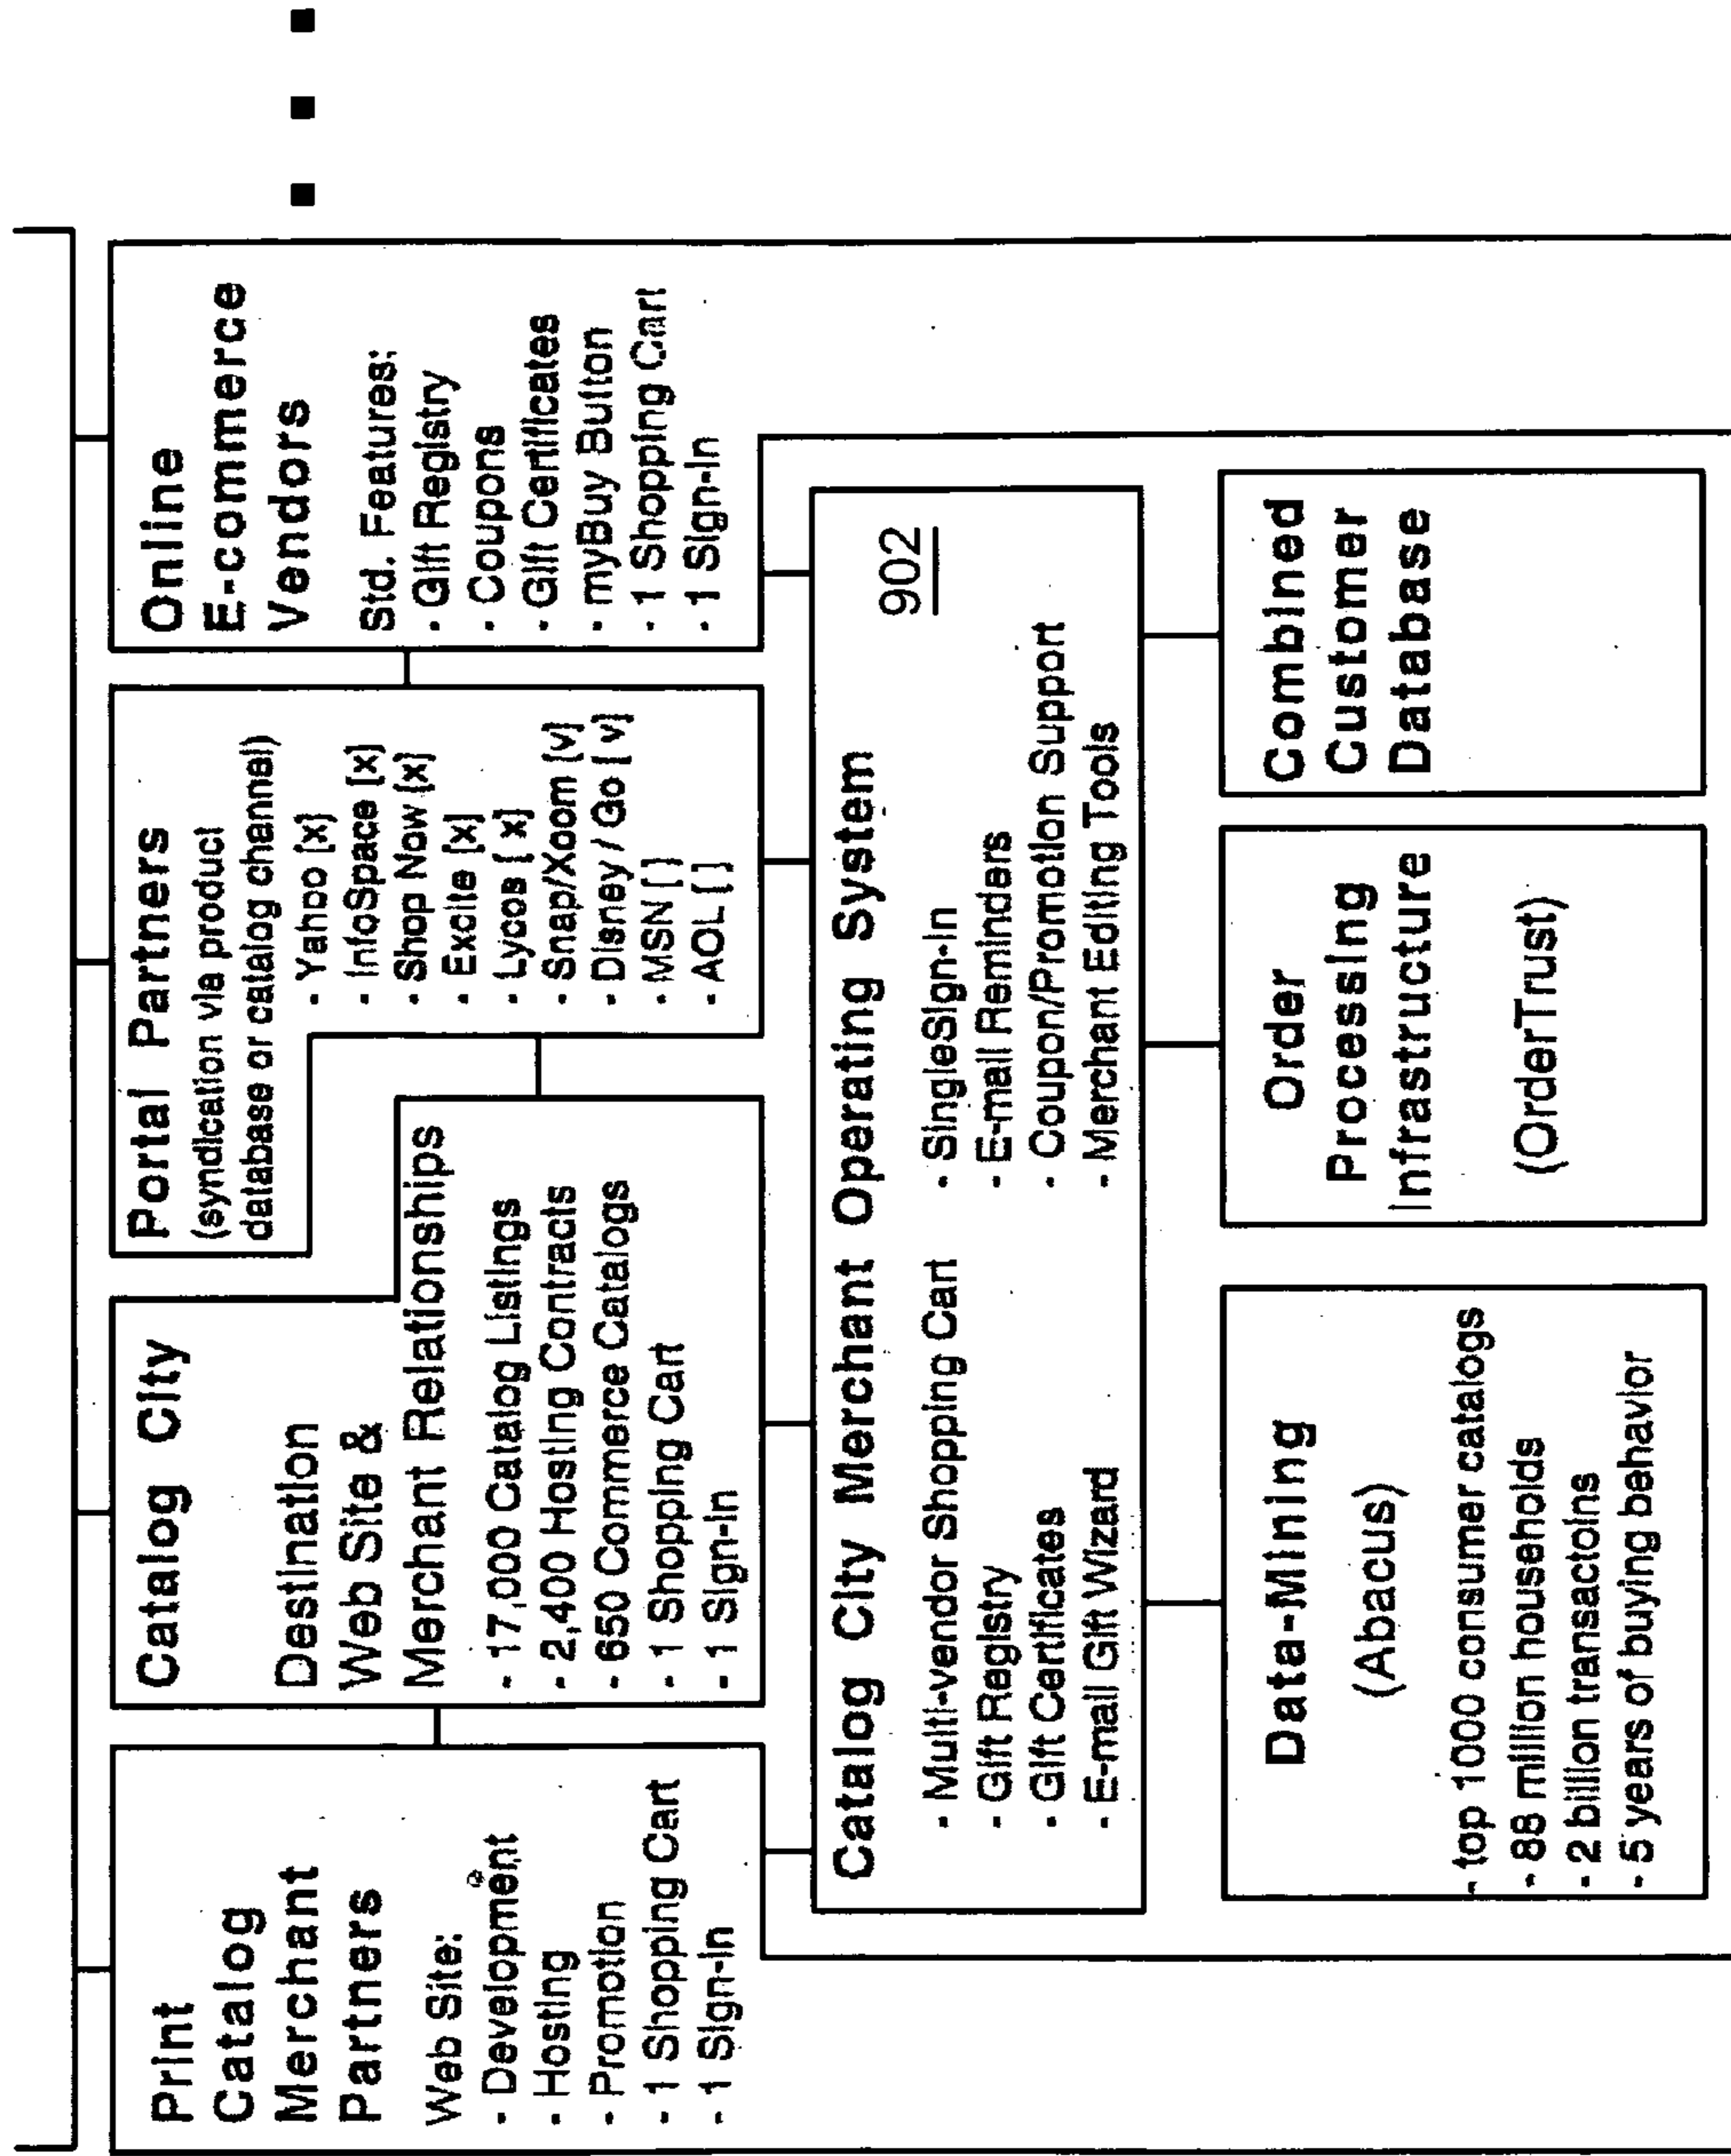 Print
Catalog
Merchant
Partners
Web Site:
- Development
- Hosting
- Promotion
- 1 Shopping Cart
- 1 Sign-In
Catalog City
Destination
Web Site &
Merchant Relationships
- 17,000 Catalog Listings
- 2,400 Hosting Contracts
- 650 Commerce Catalogs
- 1 Shopping Cart
- 1 Sign-In
Portal Partners
(syndication via product
database or catalog channel)
- Yahoo [x]
- InfoSpace [x]
- Shop Now [x]
- Excite [x]
- Lycos [ x]
- Snap/Xoom [v]
- Disney / Go [ v]
- MSN [ ]
- AOL [ ]
Online
E-commerce
Vendors
Std. Features:
- Gift Registry
- Coupons
- Gift Certificates
- myBuy Button
- 1 Shopping Cart
- 1 Sign-In
Catalog City Merchant Operating System
902
- Multi-vendor Shopping Cart
- Gift Registry
- Gift Certificates
- E-mail Gift Wizard
- SingleSign-In
- E-mail Reminders
- Coupon/Promotion Support
- Merchant Editing Tools
Data-Mining
(Abacus)
- top 1000 consumer catalogs
- 88 million households
- 2 billion transactoins
- 5 years of buying behavior
Order
Processing
Infrastructure
(OrderTrust)
Combined
Customer
Database